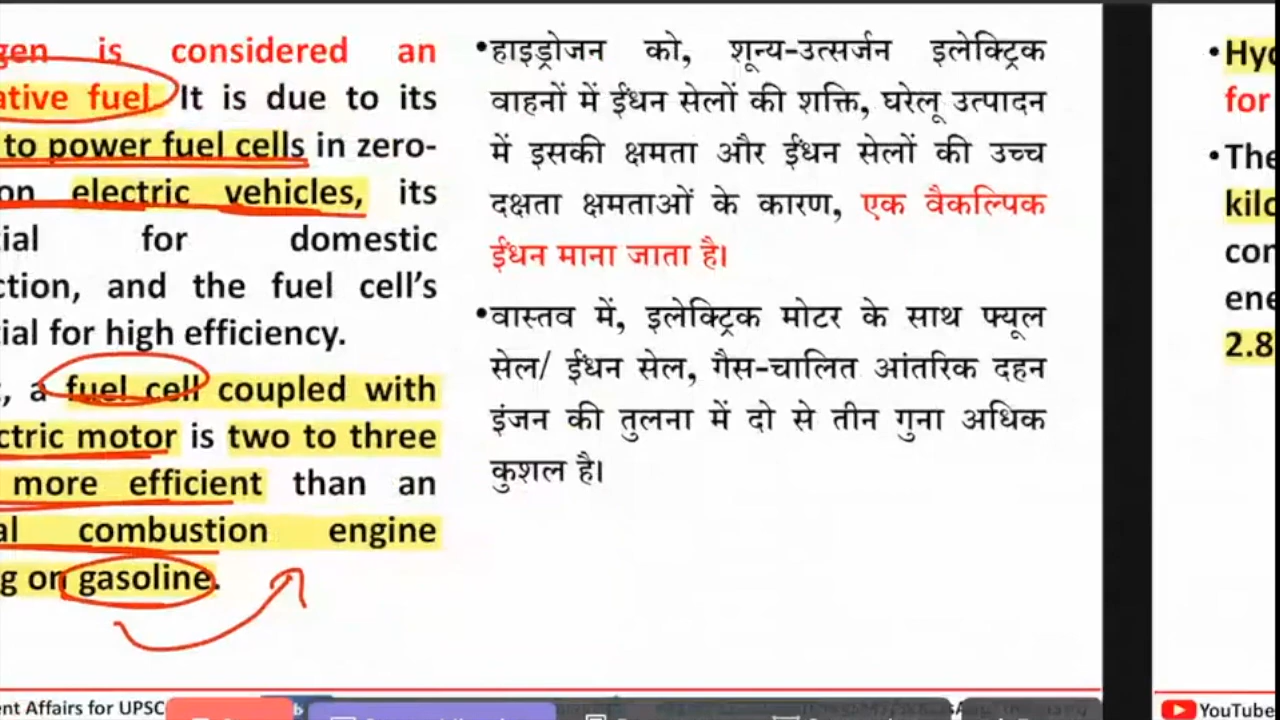 gen is considered an
ative fuel. It is due to its
to power fuel cells in zero-
on electric vehicles, its
ial for domestic
ction, and the fuel cell's
ial for high efficiency.
, a fuel cell coupled with
ctric motor is two to three
more efficient than an
al combustion engine
g on gasoline.
•हाइड्रोजन को, शून्य-उत्सर्जन इलेक्ट्रिक
वाहनों में ईंधन सेलों की शक्ति, घरेलू उत्पादन
में इसकी क्षमता और ईंधन सेलों की उच्च
दक्षता क्षमताओं के कारण, एक वैकल्पिक
ईंधन माना जाता है।
•वास्तव में, इलेक्ट्रिक मोटर के साथ फ्यूल
सेल/ ईंधन सेल, गैस-चालित आंतरिक दहन
इंजन की तुलना में दो से तीन गुना अधिक
कुशल है।
•Hyd
for
•The
kilo
con
ene
2.8
ent Affairs for UPSC
YouTube